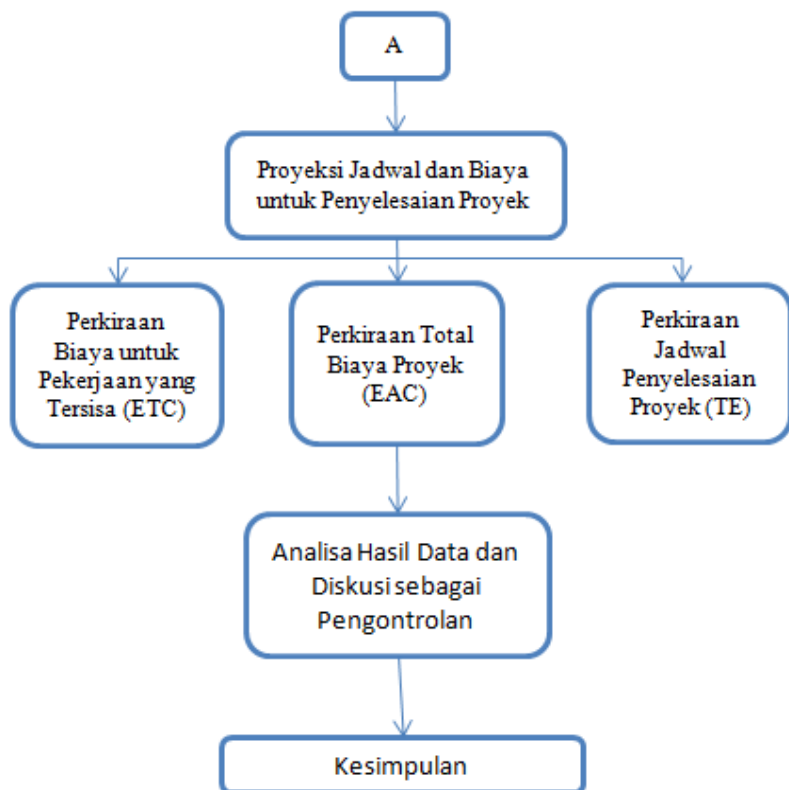 A
Proyeksi Jadwal dan Biaya
untuk Penyelesaian Proyek
Perkiraan
Biaya untuk
Pekerjaan yang
Tersisa (ETC)
Perkiraan Total
Biaya Proyek
(EAC)
Perkiraan
Jadwal
Penyelesaian
Proyek (TE)
Analisa Hasil Data dan
Diskusi sebagai
Pengontrolan
Kesimpulan